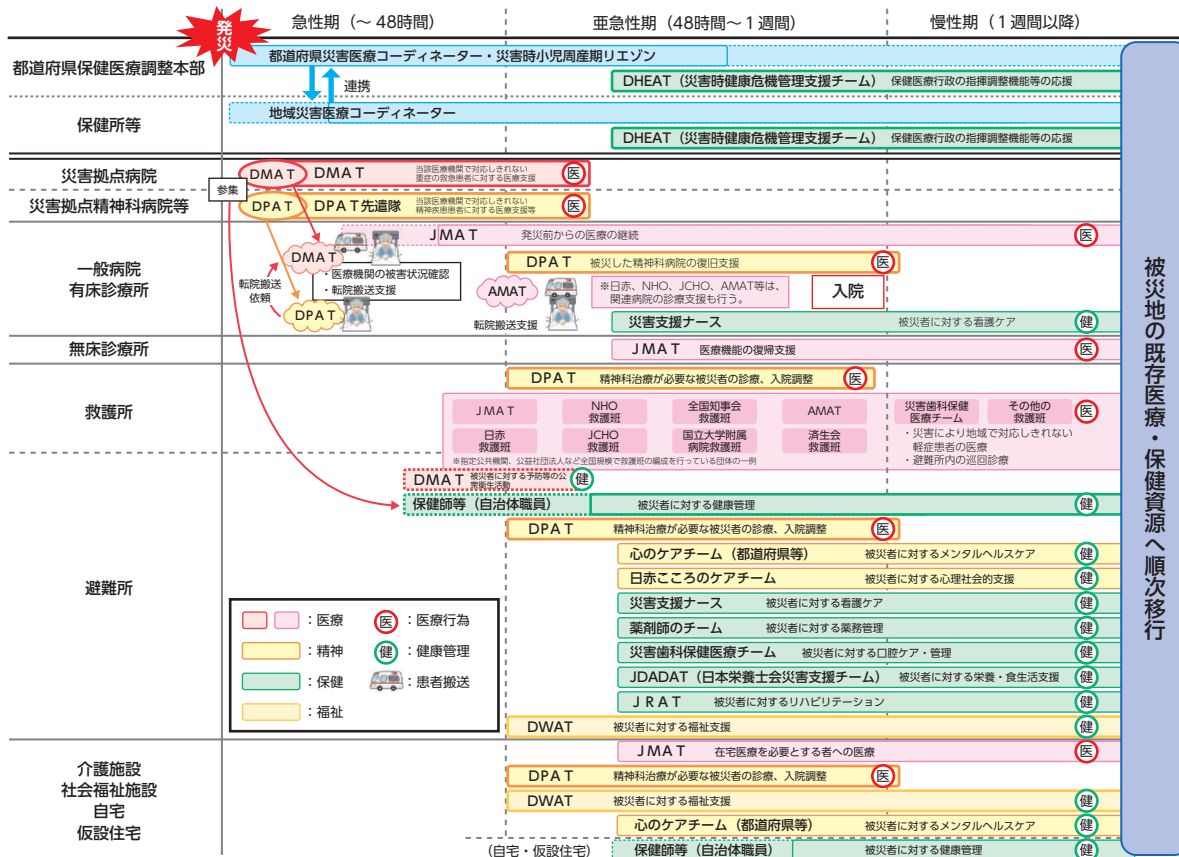 急性期(~48時間)
亜急性期(48時間~1週間)
慢性期(1週間以降)
発災
都道府県保健医療調整本部
都道府県災害医療コーディネーター・災害時小児周産期リエゾン
連携
DHEAT(災害時健康危機管理支援チーム) 保健医療行政の指揮調整機能等の応援
保健所等
地域災害医療コーディネーター
DHEAT(災害時健康危機管理支援チーム) 保健医療行政の指揮調整機能等の応援
災害拠点病院
DMAT
DMAT
当該医療機関で対応しきれない
重症の救急患者に対する医療支援
医
参集
災害拠点精神科病院等
DPAT
DPAT先遣隊
当該医療機関で対応しきれない
精神疾患患者に対する医療支援等
医
一般病院
有床診療所
JMAT 発災前からの医療の継続 医
DMAT
・医療機関の被害状況確認
・転院搬送支援
転院搬送
依頼
DPAT
DPAT 被災した精神科病院の復旧支援 医
AMAT
転院搬送支援
※日赤、NHO、JCHO、AMAT等は、
関連病院の診療支援も行う。
入院
災害支援ナース 被災者に対する看護ケア 健
無床診療所
JMAT 医療機能の復帰支援 医
救護所
DPAT 精神科治療が必要な被災者の診療、入院調整 医
JMAT
NHO
救護班
全国知事会
救護班
AMAT
災害歯科保健
医療チーム
その他の
救護班
医
日赤
救護班
JCHO
救護班
国立大学附属
病院救護班
済生会
救護班
・災害により地域で対応しきれない
軽症患者の医療
・避難所内の巡回診療
※指定公共機関、公益社団法人など全国規模で救護班の編成を行っている団体の一例
避難所
DMAT
被災者に対する予防等の公
衆衛生活動
健
保健師等(自治体職員) 被災者に対する健康管理 健
DPAT 精神科治療が必要な被災者の診療、入院調整 医
心のケアチーム(都道府県等) 被災者に対するメンタルヘルスケア 健
日赤こころのケアチーム 被災者に対する心理社会的支援 健
災害支援ナース 被災者に対する看護ケア 健
薬剤師のチーム 被災者に対する薬務管理 健
災害歯科保健医療チーム 被災者に対する口腔ケア・管理 健
JDADAT(日本栄養士会災害支援チーム) 被災者に対する栄養・食生活支援 健
JRAT 被災者に対するリハビリテーション 健
DWAT 被災者に対する福祉支援 健
:医療
医:医療行為
:精神
健:健康管理
:保健
:患者搬送
:福祉
介護施設
社会福祉施設
自宅
仮設住宅
JMAT 在宅医療を必要とする者への医療 医
DPAT 精神科治療が必要な被災者の診療、入院調整 医
DWAT 被災者に対する福祉支援 健
心のケアチーム(都道府県等) 被災者に対するメンタルヘルスケア 健
(自宅・仮設住宅) 保健師等(自治体職員) 被災者に対する健康管理 健
被災地の既存医療・保健資源へ順次移行